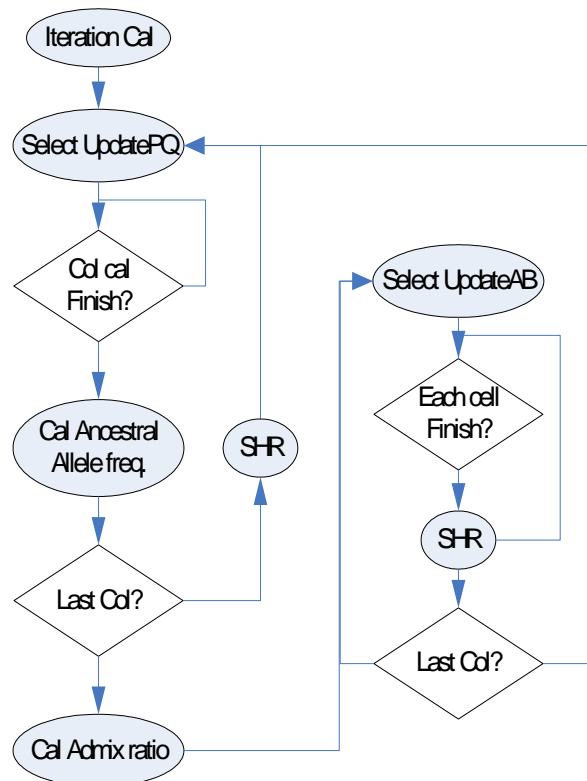 Iteration Cal
Select UpdatePQ
Col cal
Finish?
Cal Ancestral
Allele freq.
SHR
Last Col?
Cal Admix ratio
Select UpdateAB
Each cell
Finish?
SHR
Last Col?